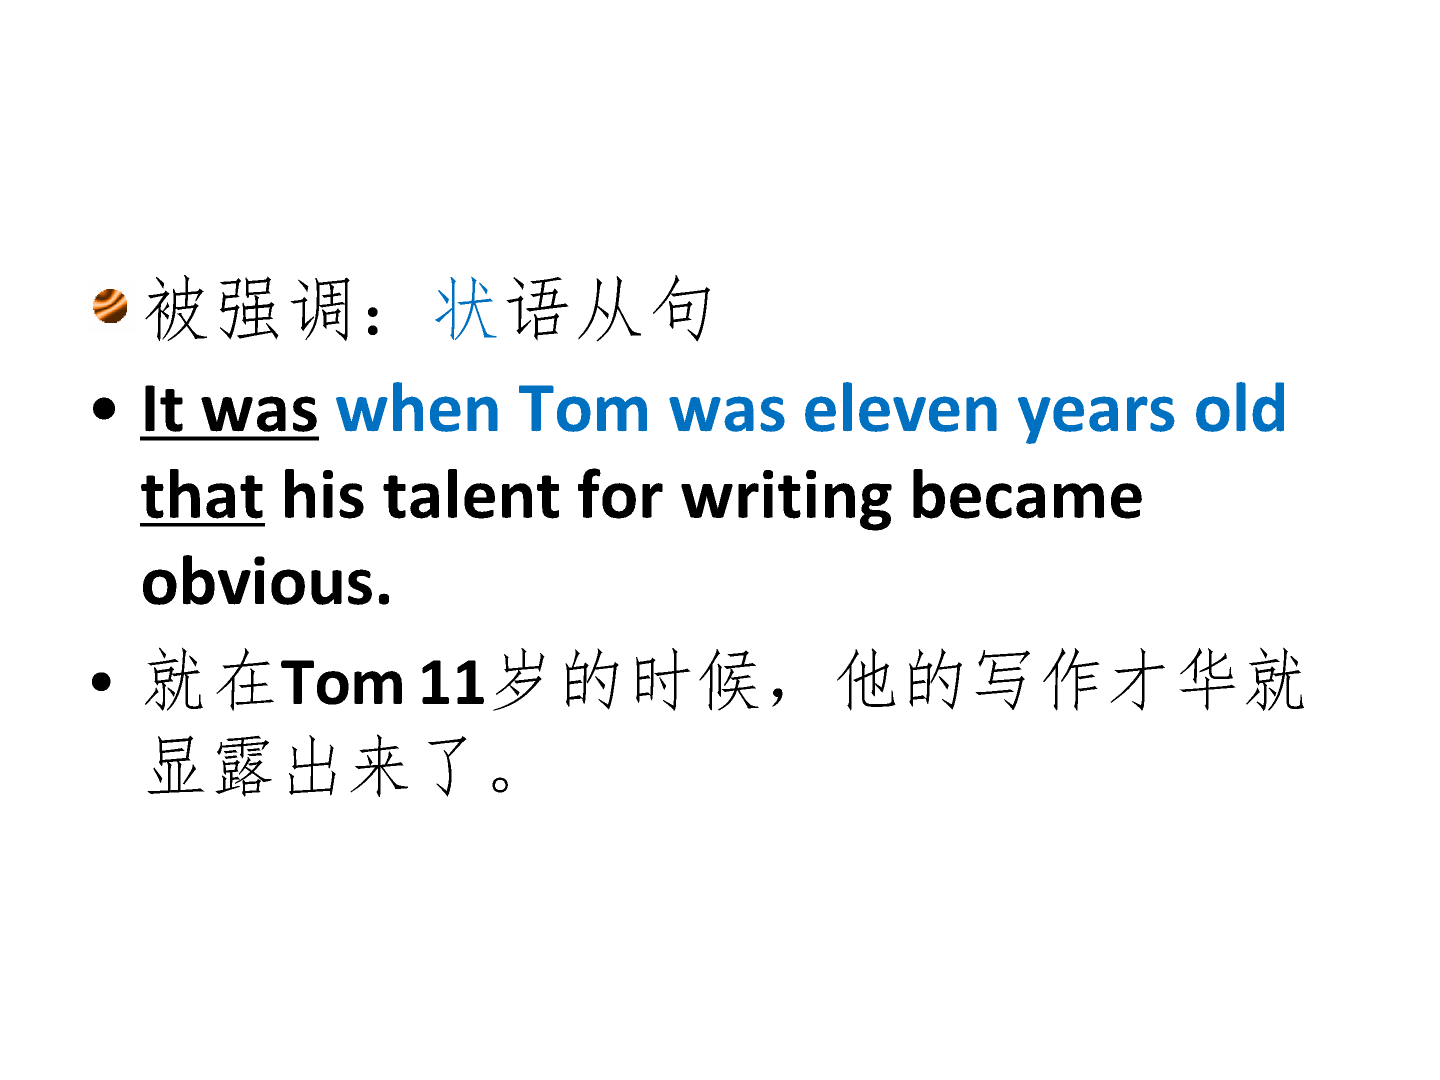 被强调：状语从句
• It was when Tom was eleven years old
that his talent for writing became
obvious.
• 就在Tom 11岁的时候，他的写作才华就
显露出来了。